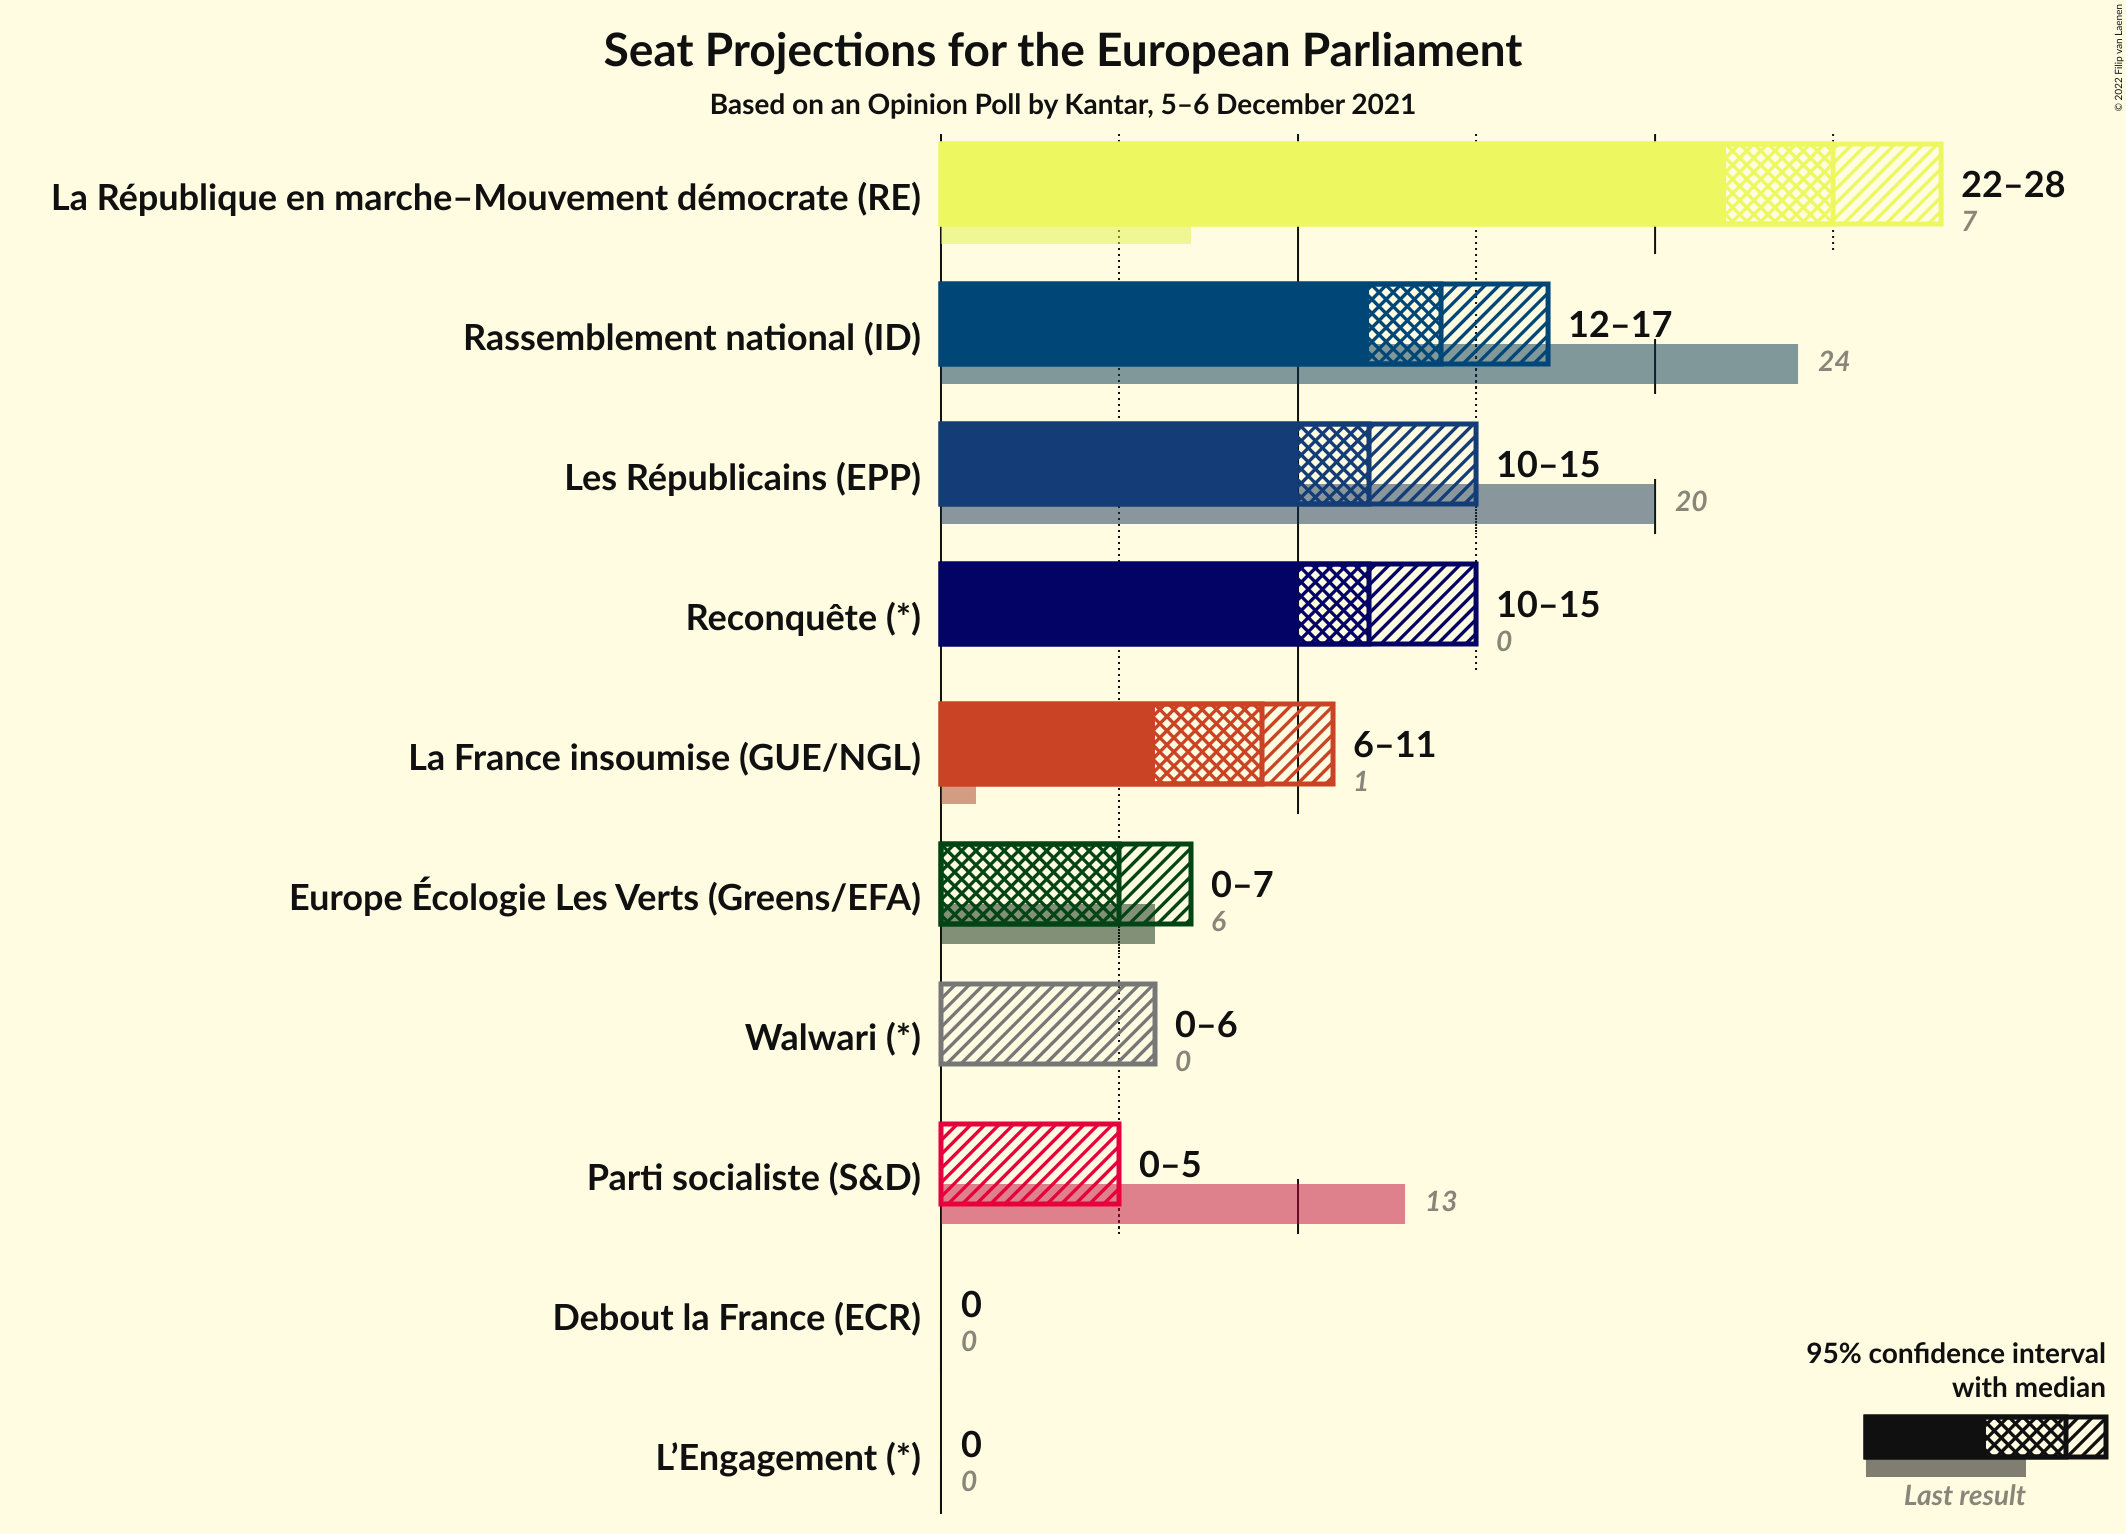 Seat Projections for the European Parliament
Based on an Opinion Poll by Kantar, 5–6 December 2021
© 2022 Filip van Laenen
La République en marche–Mouvement démocrate (RE)
22–28
7
Rassemblement national (ID)
12–17
24
Les Républicains (EPP)
10–15
20
Reconquête (*)
10–15
0
La France insoumise (GUE/NGL)
6–11
1
Europe Écologie Les Verts (Greens/EFA)
0–7
6
Walwari (*)
0–6
0
Parti socialiste (S&D)
0–5
13
Debout la France (ECR)
0
0
L’Engagement (*)
0
0
95% confidence interval
with median
Last result